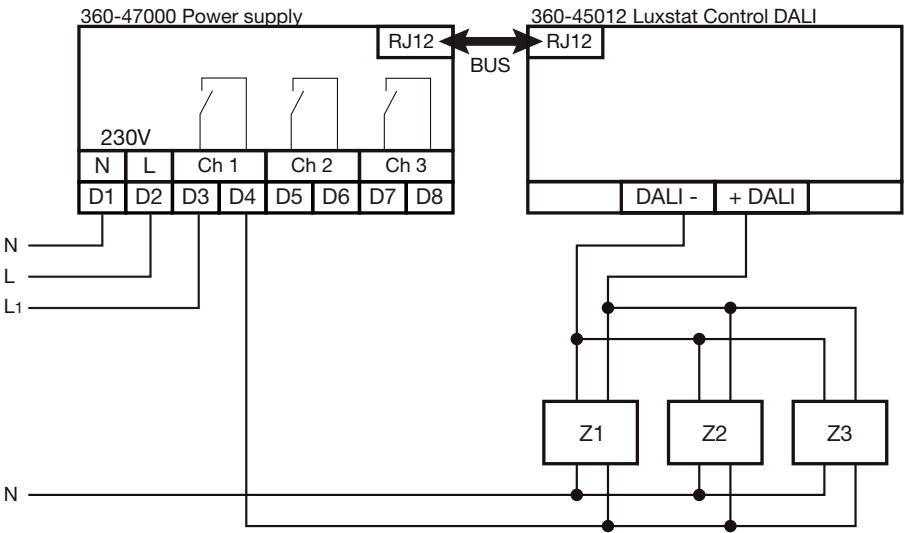 360-47000 Power supply
360-45012 Luxstat Control DALI
RJ12
RJ12
BUS
230V
N L Ch 1 Ch 2 Ch 3
D1 D2 D3 D4 D5 D6 D7 D8
DALI - + DALI
N
L
L1
Z1 Z2 Z3
N